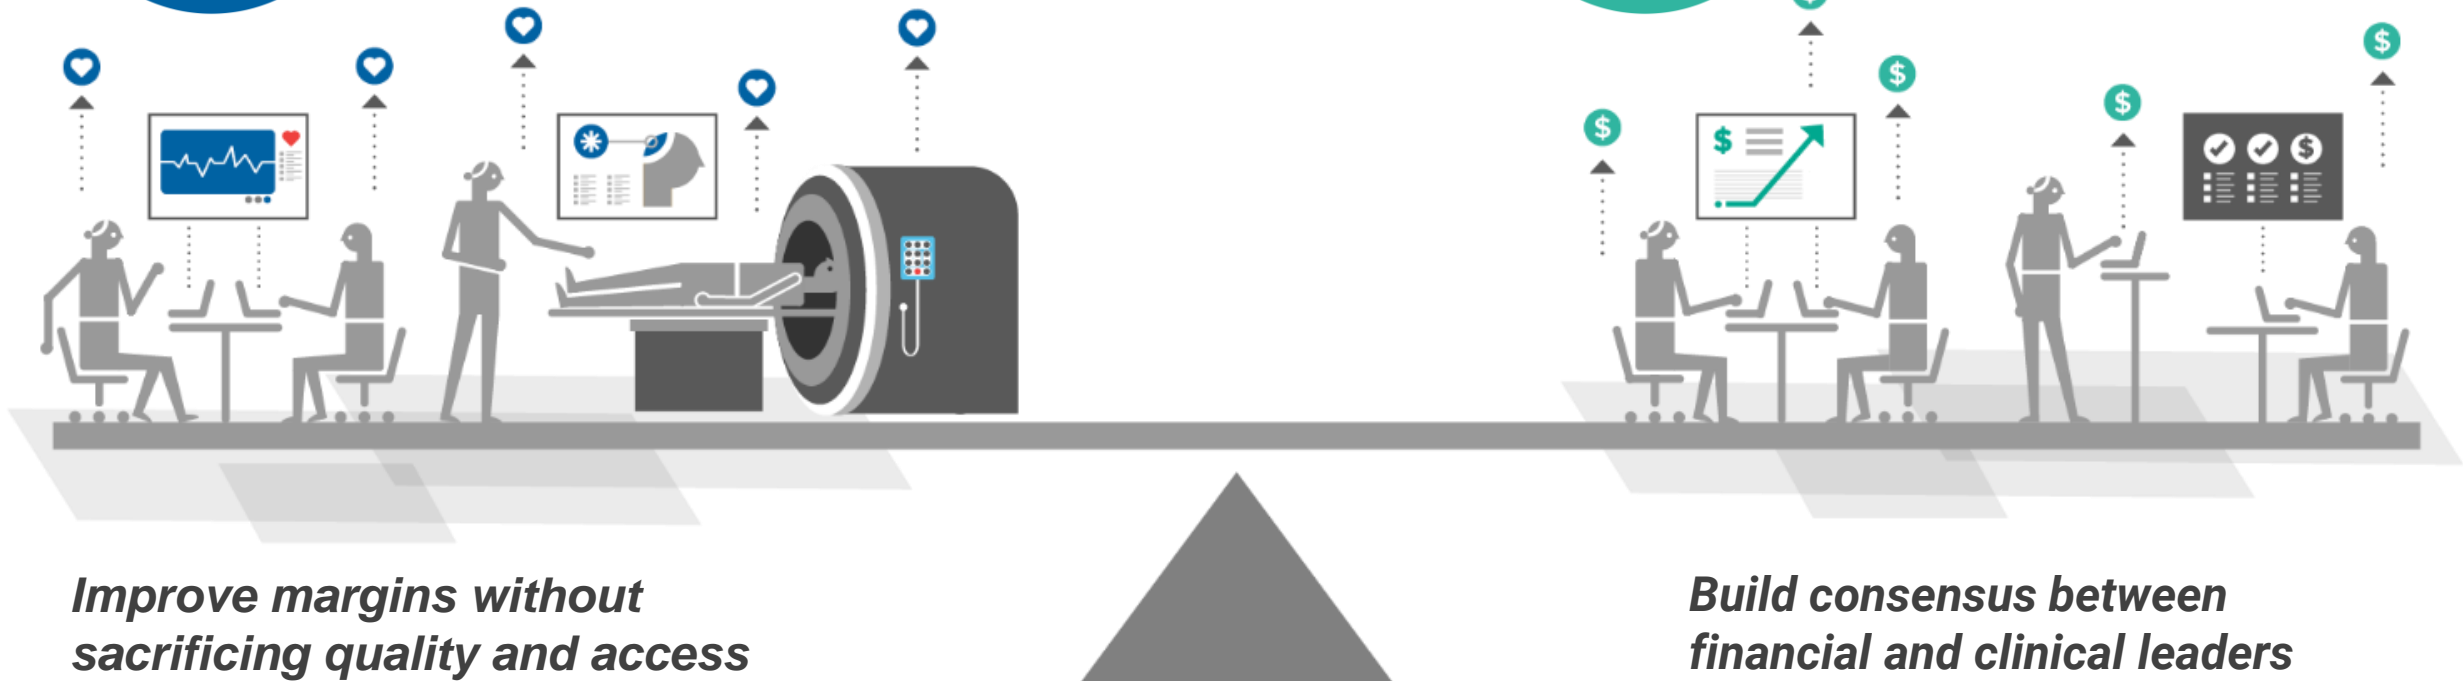 Improve margins without
sacrificing quality and access
Build consensus between
financial and clinical leaders